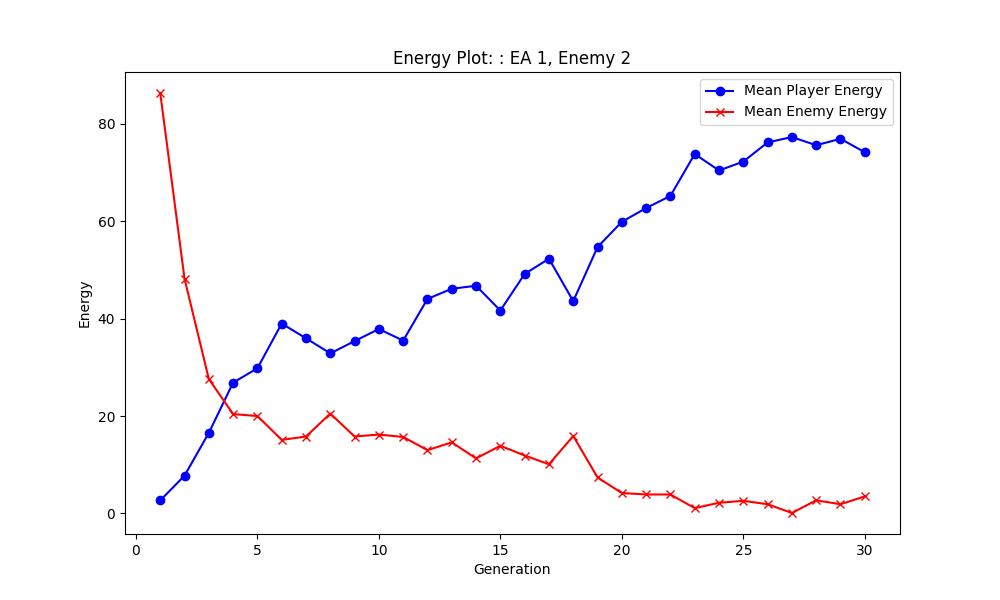 Energy Plot: : EA 1, Enemy 2
Mean Player Energy
Mean Enemy Energy
Energy
80
60
40
20
0
0 5 10 15 20 25 30
Generation